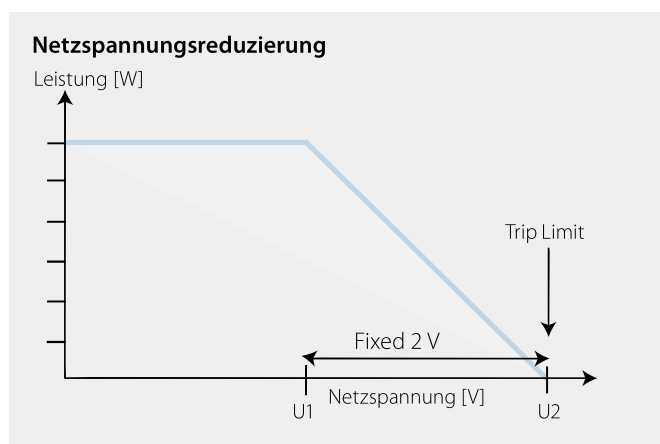 Netzspannungsreduzierung
Leistung [W]
Trip Limit
Fixed 2 V
Netzspannung [V]
U1
U2